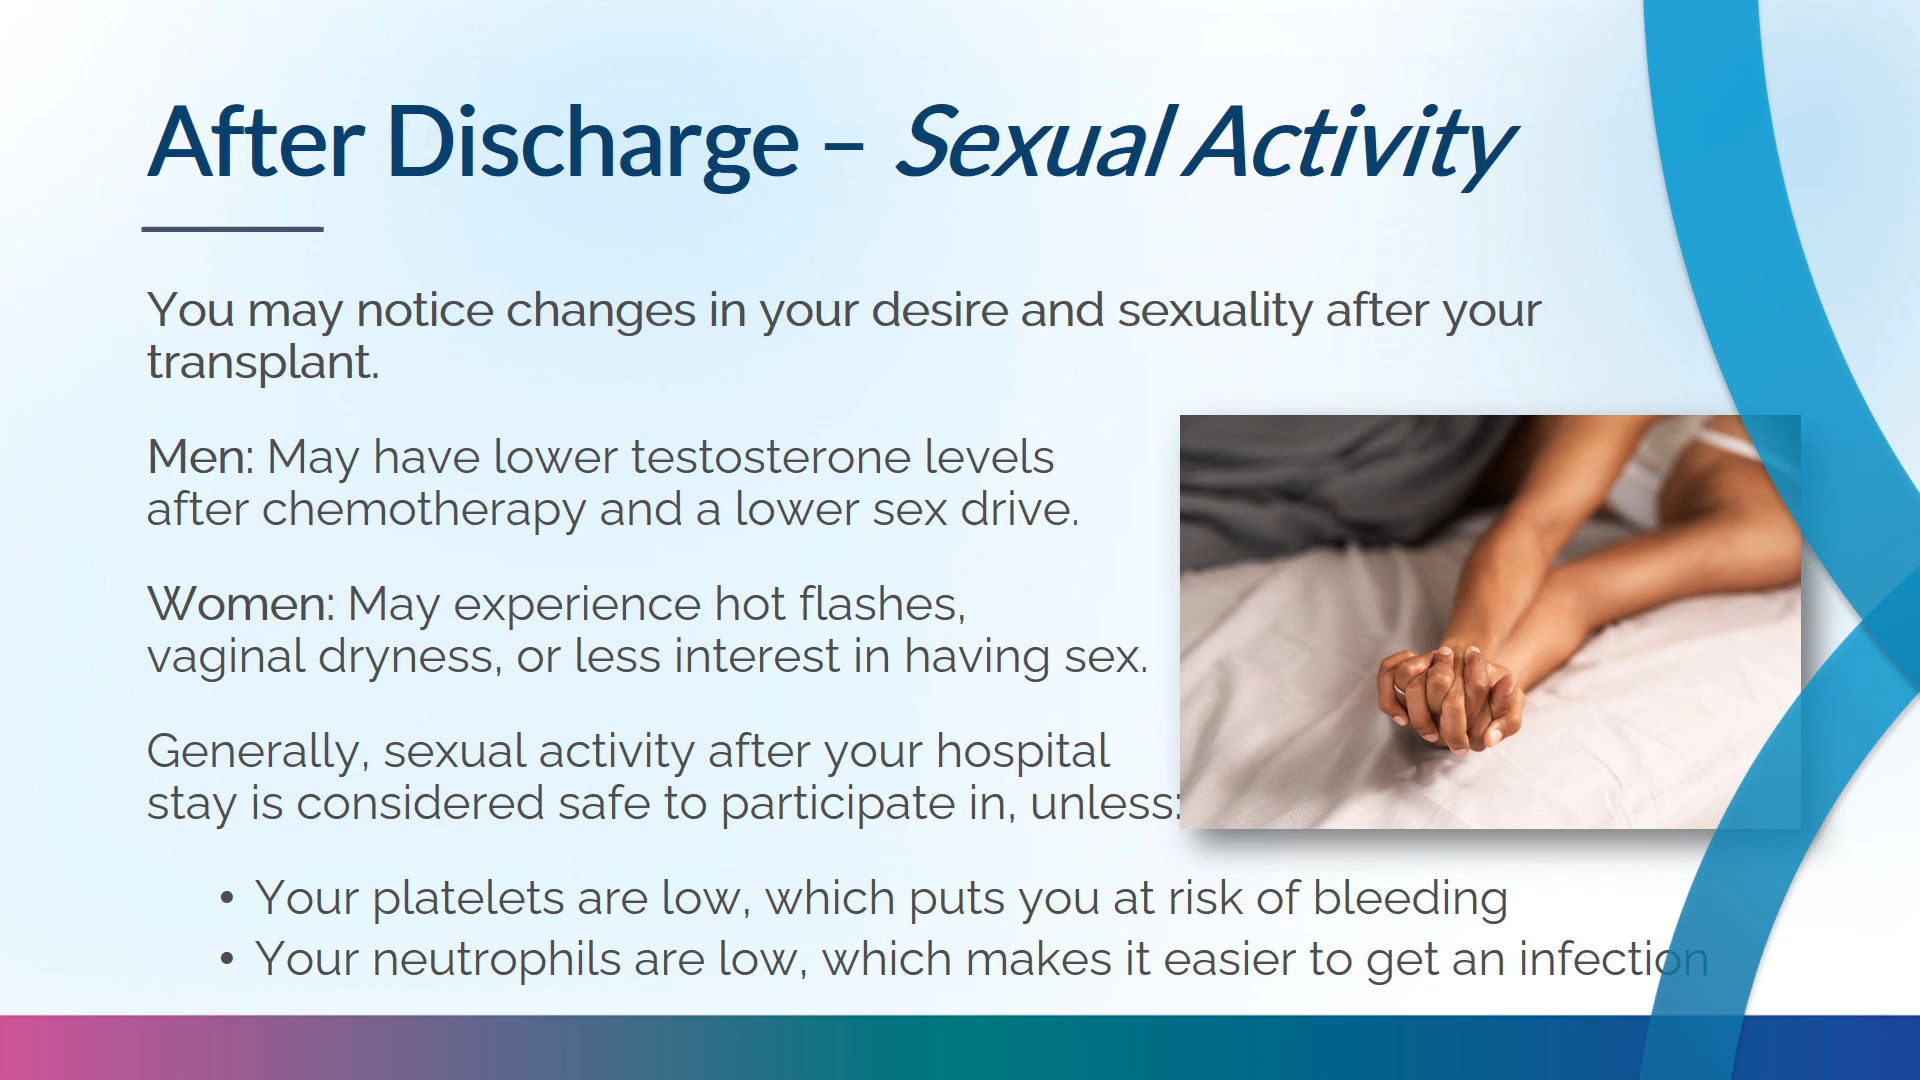 After Discharge – Sexual Activity
You may notice changes in your desire and sexuality after your
transplant.
Men: May have lower testosterone levels
after chemotherapy and a lower sex drive.
Women: May experience hot flashes,
vaginal dryness, or less interest in having sex.
Generally, sexual activity after your hospital
stay is considered safe to participate in, unless:
• Your platelets are low, which puts you at risk of bleeding
• Your neutrophils are low, which makes it easier to get an infection